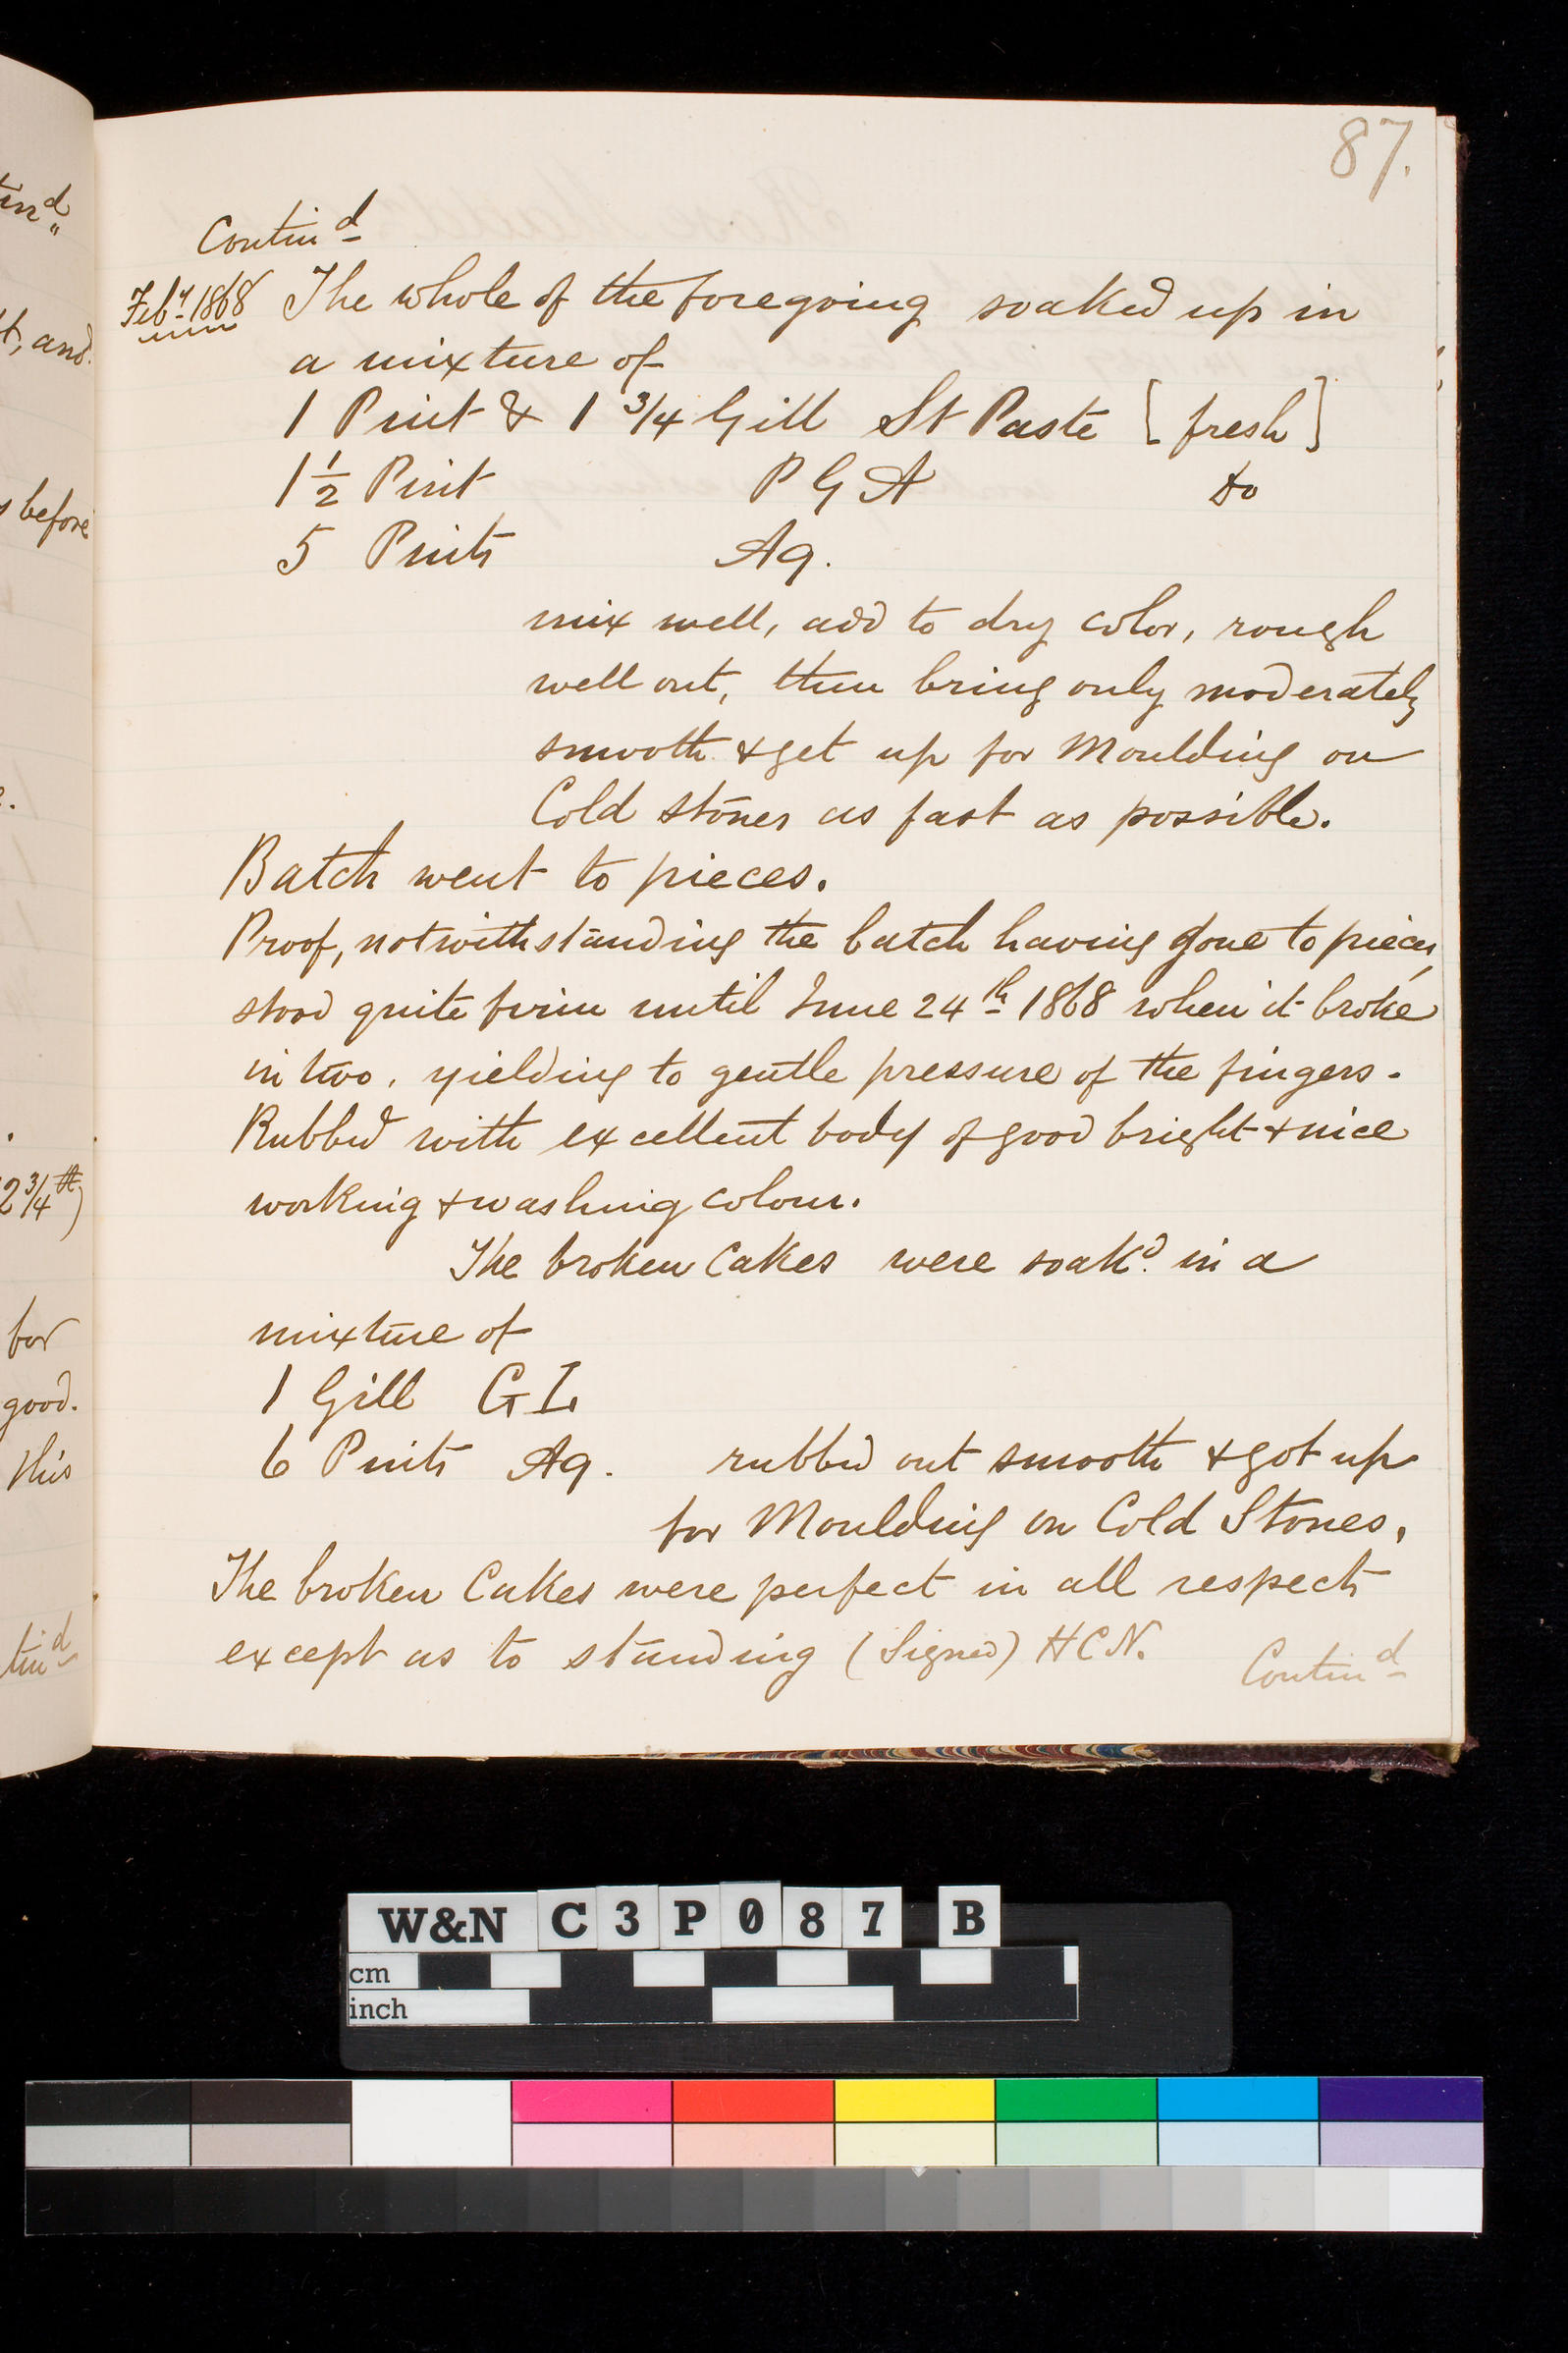 87.
Contin^d
Feb^y 1868 The whole of the foregoing soaked up in
a mixture of
1 Pint & 1 3/4 Gill St Paste [fresh]
1 1/2 Pint P G A do
5 Pints Aq.
mix well, add to dry color, rough
well out, then bring only moderately
smooth & get up for Moulding on
Cold stones as fast as possible.
Batch went to pieces.
Proof, notwithstanding the batch having gone to pieces,
stood quite firm until June 24th 1868 when it broke
in two, yielding to gentle pressure of the fingers.
Rubbed with excellent body of good bright & nice
working & washing colour.
The broken Cakes were soak^d in a
mixture of
1 Gill G L
6 Pints Aq. rubbed out smooth & got up
for Moulding on Cold Stones.
The broken Cakes were perfect in all respects
except as to standing (Signed) HCN.
Contin^d
tin^d
t, and
before
2 3/4 lb)
for
good.
this
tin^d
W&N C3P087 B
cm
inch